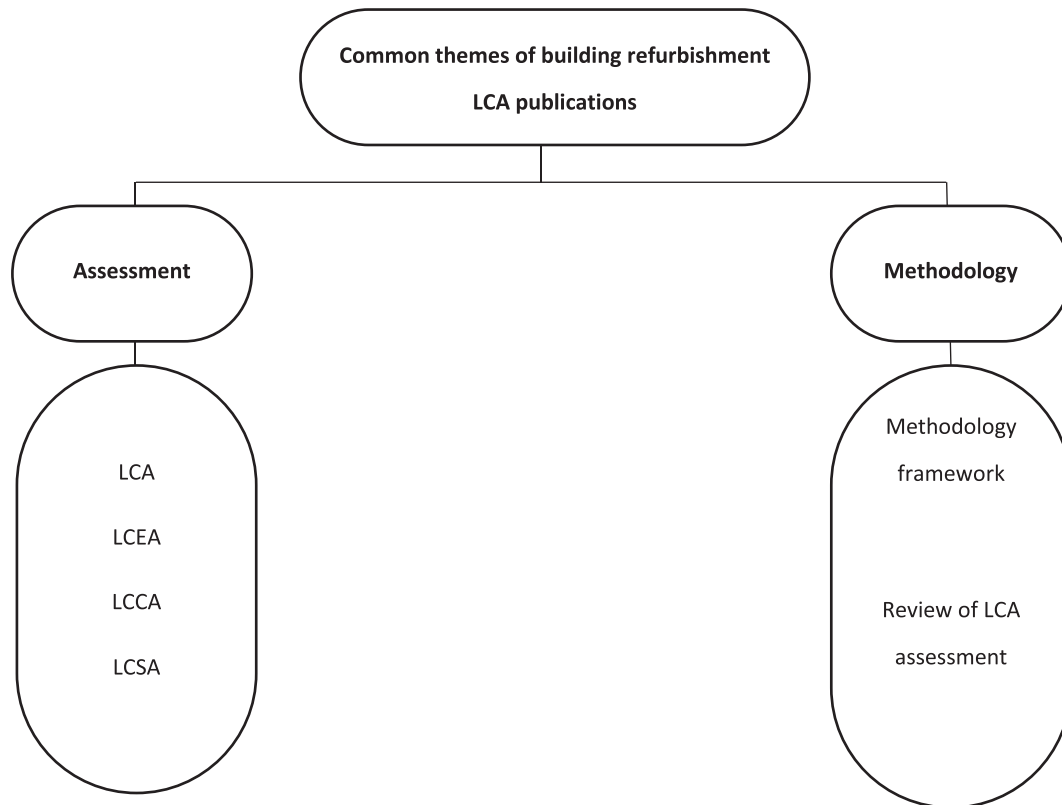 Common themes of building refurbishment
LCA publications
Assessment
Methodology
LCA
LCEA
LCCA
LCSA
Methodology
framework
Review of LCA
assessment